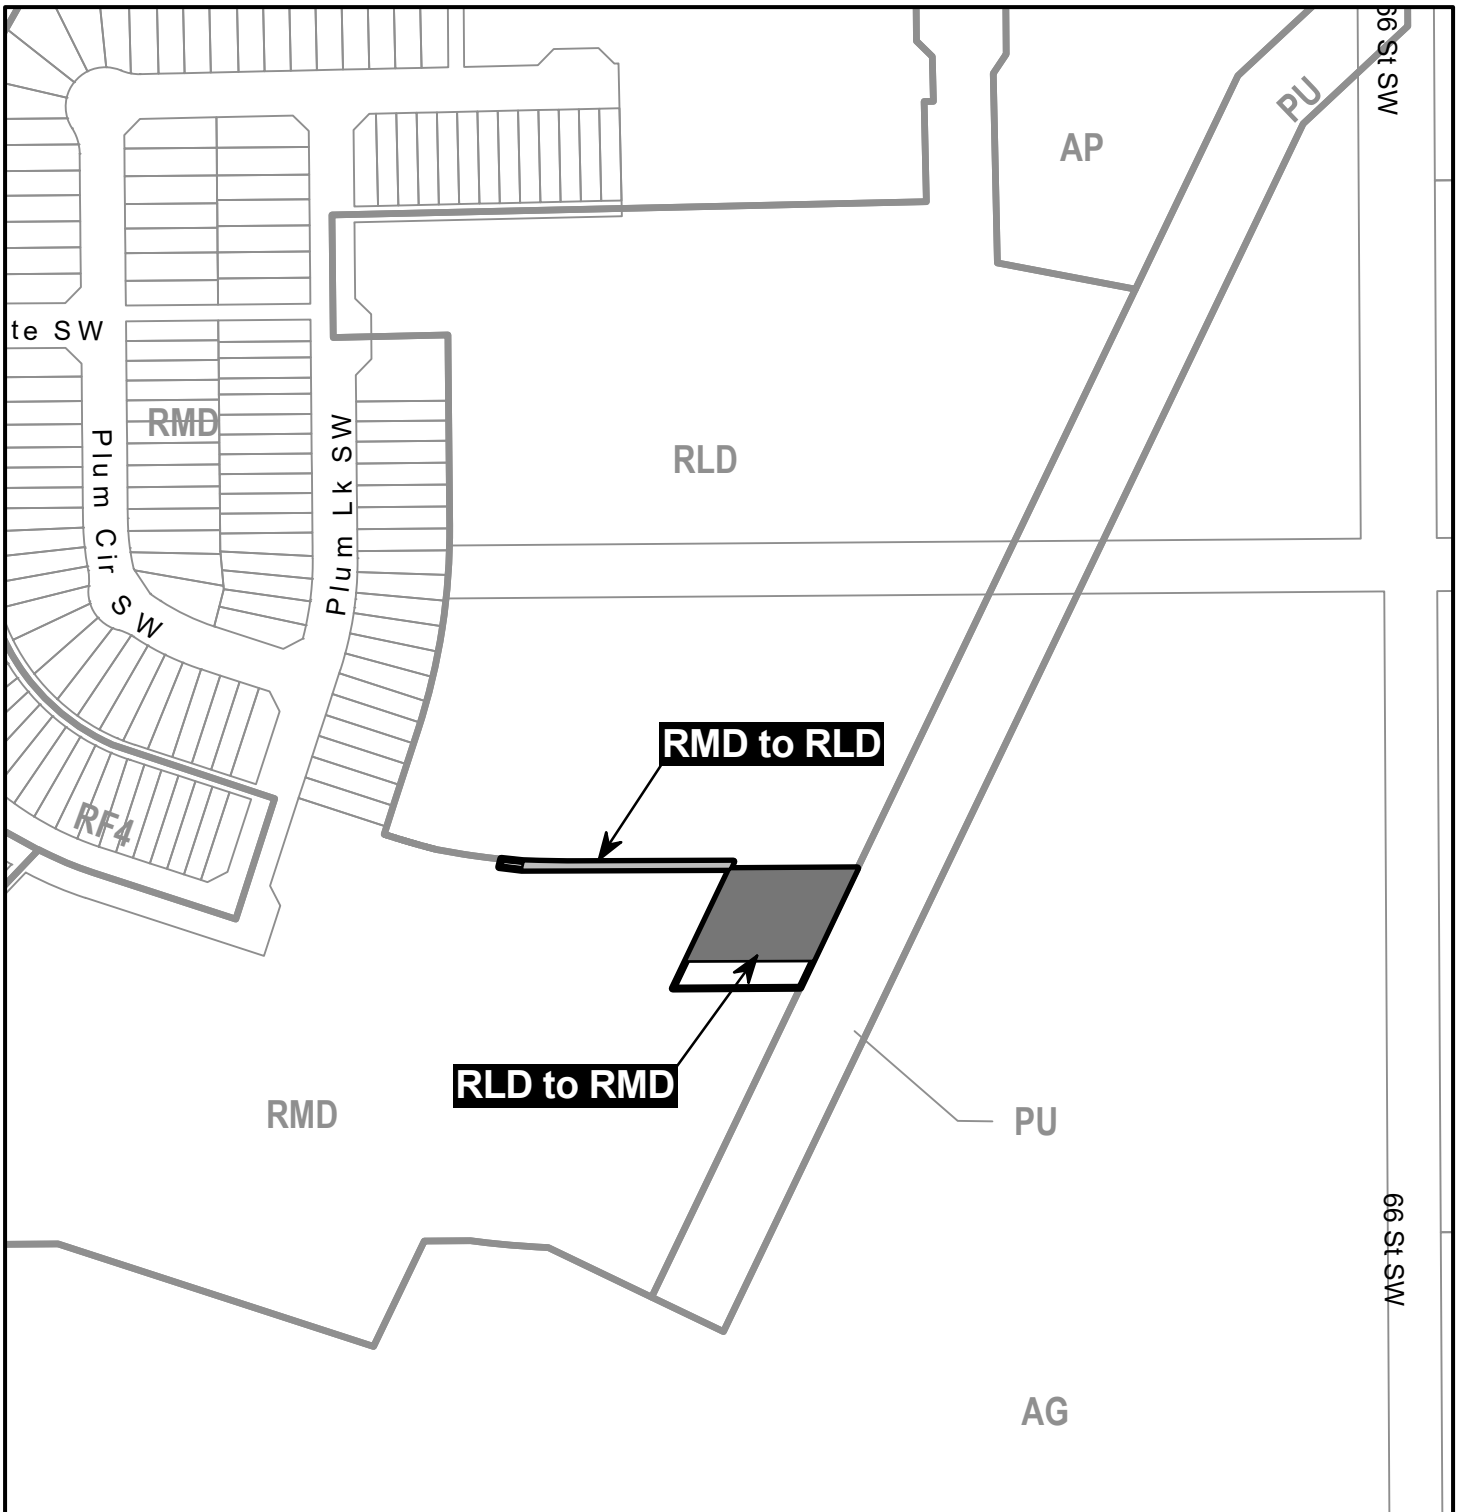 66 St SW
PU
AP
te SW
RMD
Plum Cir SW
Plum Lk SW
RLD
RMD to RLD
RF4
RLD to RMD
RMD
PU
66 St SW
AG